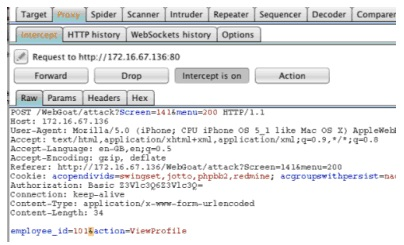 Target Proxy Spider Scanner Intruder Repeater Sequencer Decoder Comparer
Intercept HTTP history WebSockets history Options
Request to http://172.16.67.136:80
Forward Drop Intercept is on Action
Raw Params Headers Hex
POST /WebGoat/attack?Screen=141&menu=200 HTTP/1.1
Host: 172.16.67.136
User-Agent: Mozilla/5.0 (iPhone; CPU iPhone OS 5_1 like Mac OS X) AppleWebK
Accept: text/html,application/xhtml+xml,application/xml;q=0.9,*/*;q=0.8
Accept-Language: en-GB,en;q=0.5
Accept-Encoding: gzip, deflate
Referer: http://172.16.67.136/WebGoat/attack?Screen=141&menu=200
Cookie: acopendivids=swingset,jotto,phpbb2,redmine; acgroupswithpersist=nac
Authorization: Basic Z3Vlc3Q6Z3Vlc3Q=
Connection: keep-alive
Content-Type: application/x-www-form-urlencoded
Content-Length: 34
employee_id=101&action=ViewProfile